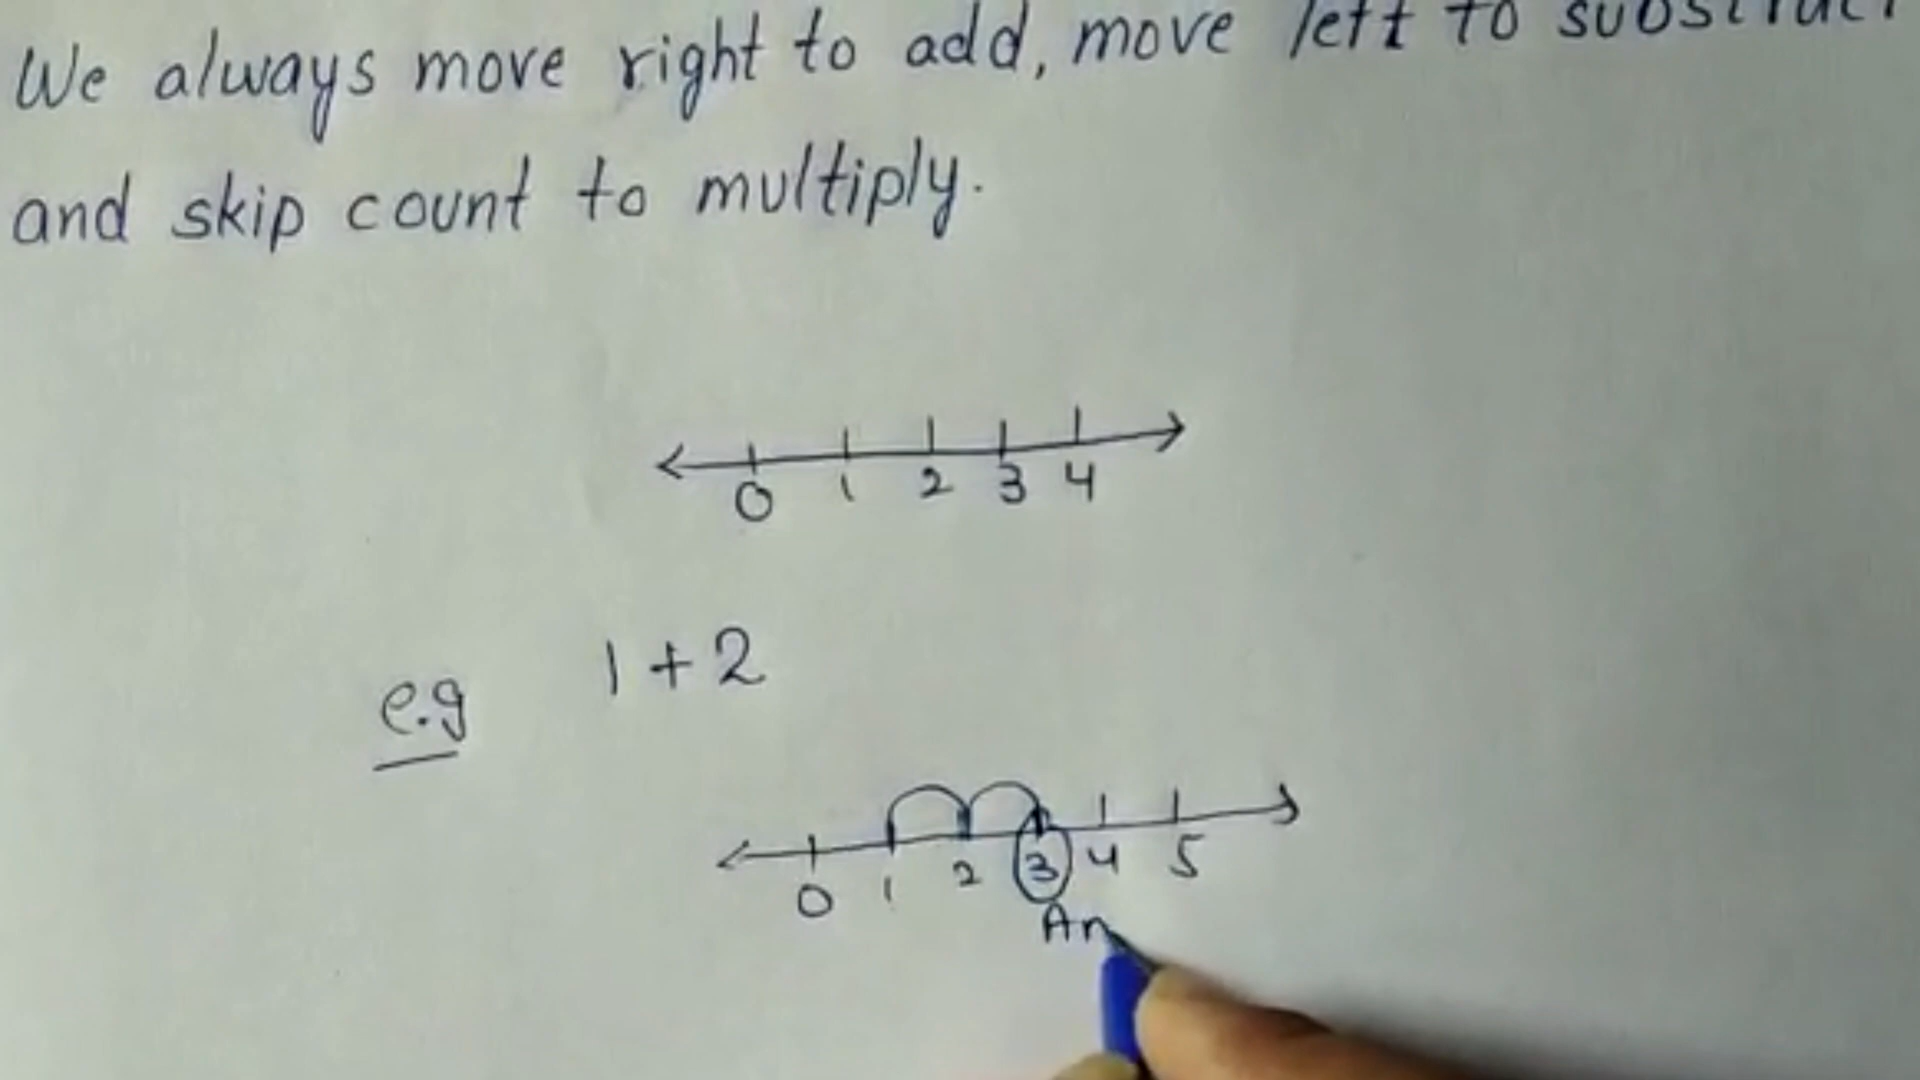 We always move right to add, move left to substruct
and skip count to multiply.
0 1 2 3 4
e.g 1 + 2
0 1 2 3 4 5
An